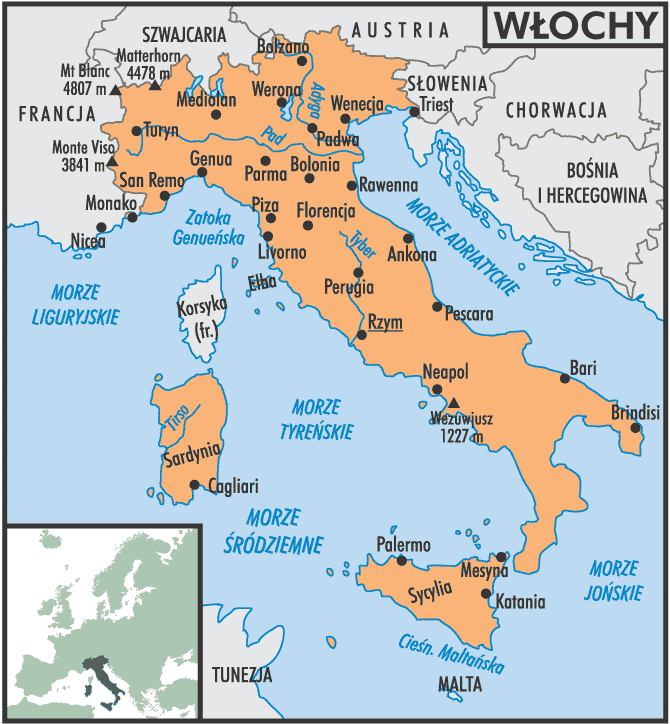 WŁOCHY
SZWAJCARIA
AUSTRIA
Matterhorn
4478 m
Bolzano
Mt Blanc
4807 m
SŁOWENIA
Werona
Adyga
Mediolan
Wenecja
Triest
FRANCJA
CHORWACJA
Turyn
Pad
Padwa
Monte Viso
3841 m
Genua
Parma
Bolonia
BOŚNIA
I HERCEGOWINA
San Remo
Rawenna
Monako
Piza
Florencja
MORZE ADRIATYCKIE
Nicea
Zatoka
Genueńska
Livorno
Tyber
Ankona
Elba
Perugia
MORZE
LIGURYJSKIE
Korsyka
(fr.)
Rzym
Pescara
Neapol
Bari
Wezuwiusz
1227 m
Brindisi
Tirso
MORZE
TYREŃSKIE
Sardynia
Cagliari
MORZE
ŚRÓDZIEMNE
Palermo
Mesyna
MORZE
JOŃSKIE
Sycylia
Katania
Cieśn. Maltańska
TUNEZJA
MALTA